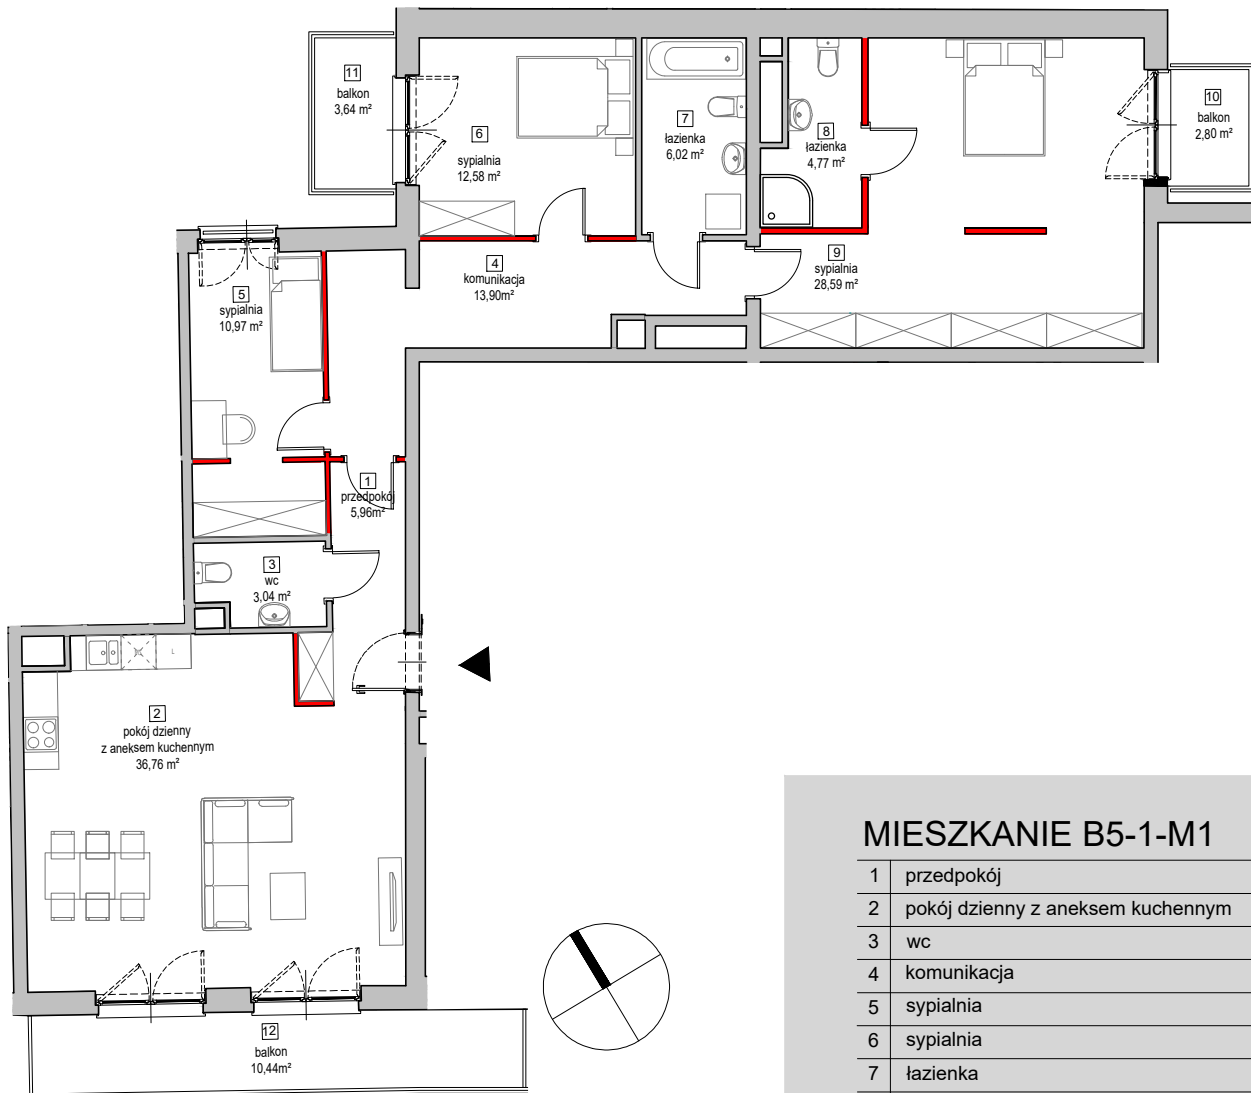 11
balkon
3,64 m²
6
sypialnia
12,58 m²
7
łazienka
6,02 m²
8
łazienka
4,77 m²
10
balkon
2,80 m²
5
sypialnia
10,97 m²
4
komunikacja
13,90m²
9
sypialnia
28,59 m²
1
przedpokój
5,96m²
3
wc
3,04 m²
L
2
pokój dzienny
z aneksem kuchennym
36,76 m²
12
balkon
10,44m²
MIESZKANIE B5-1-M1
1 przedpokój
2 pokój dzienny z aneksem kuchennym
3 wc
4 komunikacja
5 sypialnia
6 sypialnia
7 łazienka